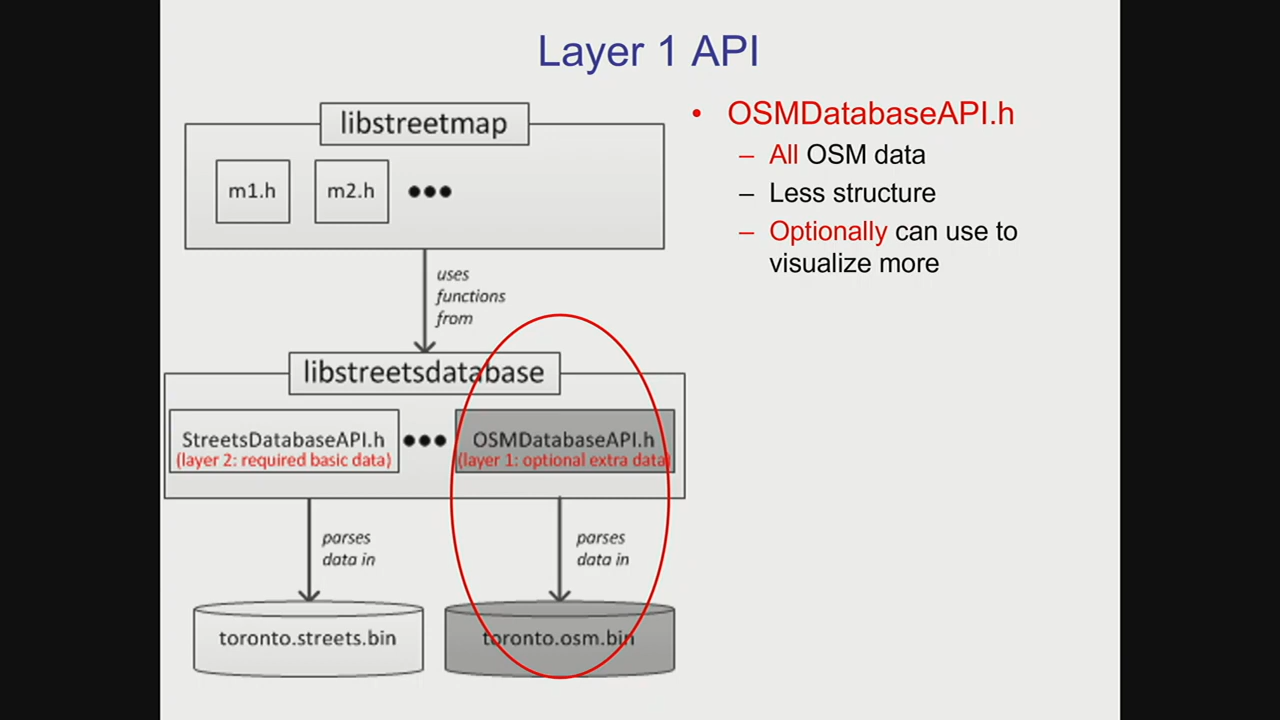 Layer 1 API
libstreetmap
m1.h
m2.h
•••
uses
functions
from
libstreetsdatabase
StreetsDatabaseAPI.h
(layer 2: required basic data)
•••
OSMDatabaseAPI.h
(layer 1: optional extra data)
parses
data in
parses
data in
toronto.streets.bin
toronto.osm.bin
• OSMDatabaseAPI.h
– All OSM data
– Less structure
– Optionally can use to
visualize more